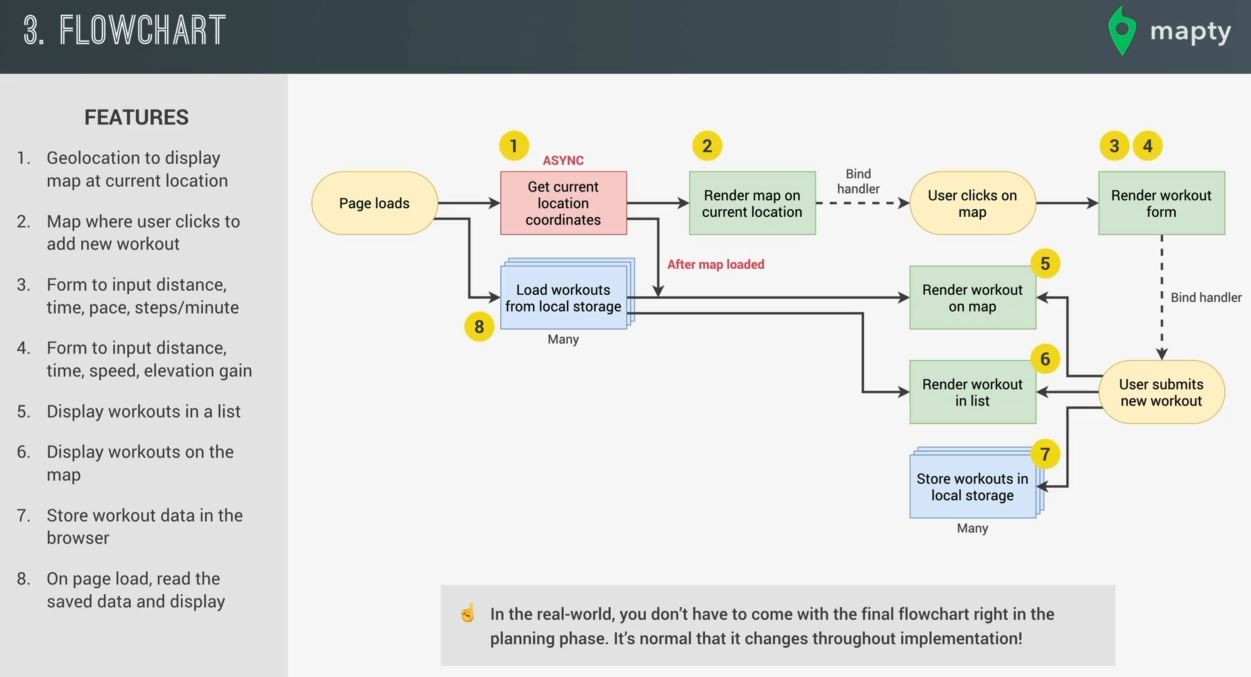 3. FLOWCHART
mapty
FEATURES
1. Geolocation to display
map at current location
2. Map where user clicks to
add new workout
3. Form to input distance,
time, pace, steps/minute
4. Form to input distance,
time, speed, elevation gain
5. Display workouts in a list
6. Display workouts on the
map
7. Store workout data in the
browser
8. On page load, read the
saved data and display
Page loads
1
ASYNC
Get current
location
coordinates
2
Render map on
current location
Bind
handler
User clicks on
map
3 4
Render workout
form
After map loaded
Load workouts
from local storage
8
Many
5
Render workout
on map
Bind handler
6
Render workout
in list
User submits
new workout
7
Store workouts in
local storage
Many
☝ In the real-world, you don’t have to come with the final flowchart right in the
planning phase. It’s normal that it changes throughout implementation!